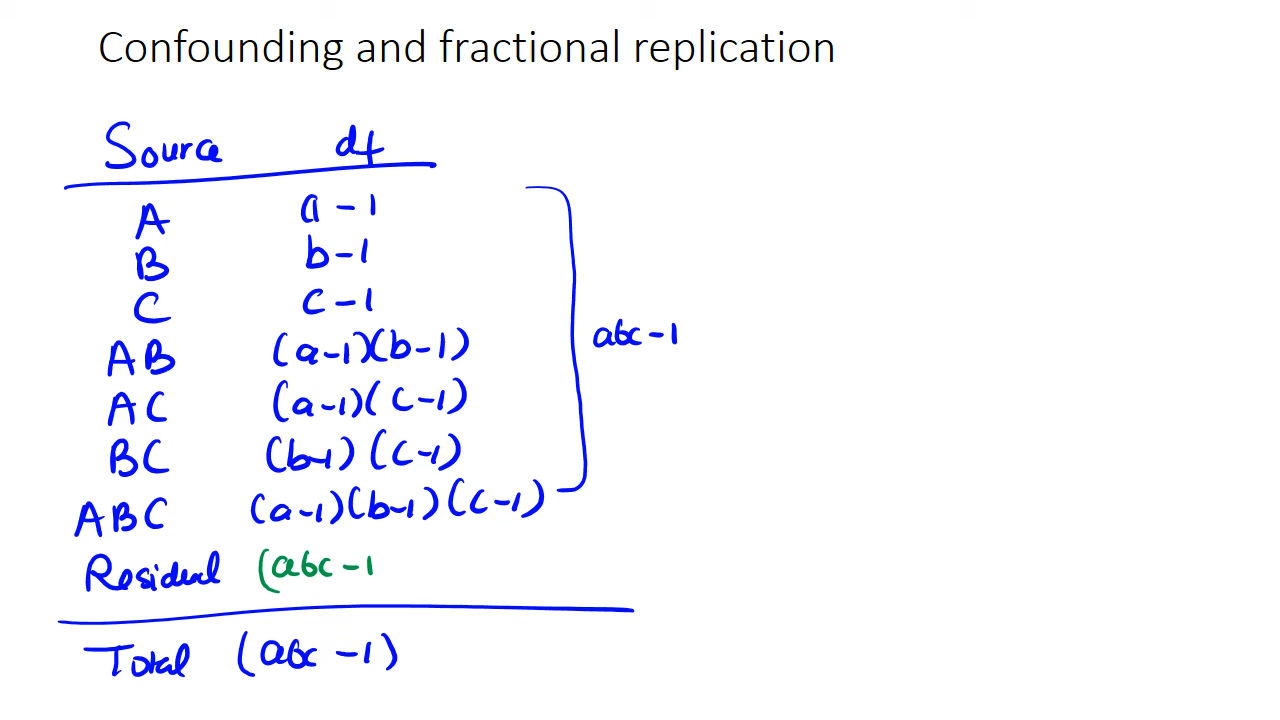 Confounding and fractional replication
Source df
A a-1
B b-1
C c-1
AB (a-1)(b-1)
AC (a-1)(c-1)
BC (b-1)(c-1)
ABC (a-1)(b-1)(c-1)
abc-1
Residual (abc-1
Total (abc-1)